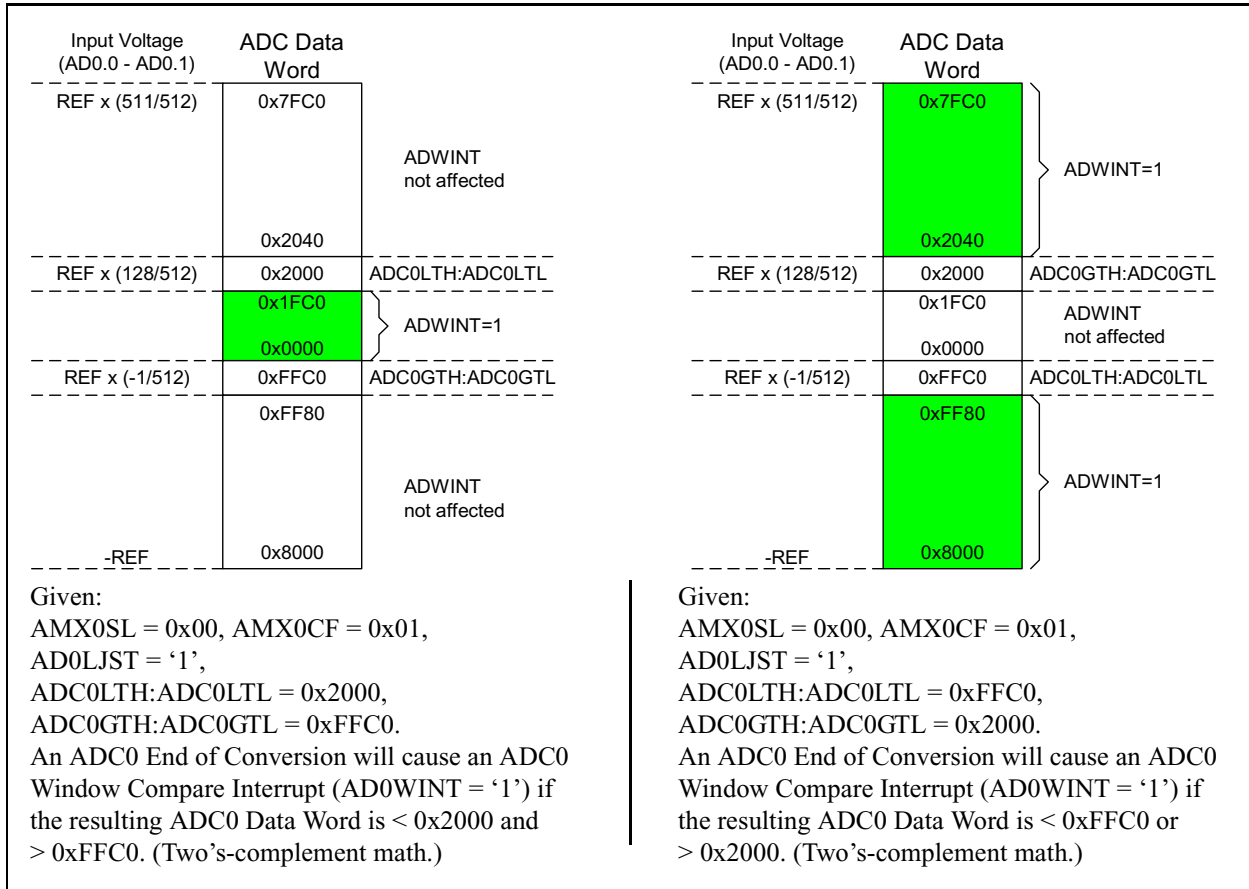 Input Voltage
(AD0.0 - AD0.1)
ADC Data
Word
REF x (511/512)
0x7FC0
ADWINT
not affected
0x2040
REF x (128/512)
0x2000
ADC0LTH:ADC0LTL
0x1FC0
ADWINT=1
0x0000
REF x (-1/512)
0xFFC0
ADC0GTH:ADC0GTL
0xFF80
ADWINT
not affected
-REF
0x8000
Given:
AMX0SL = 0x00, AMX0CF = 0x01,
AD0LJST = ‘1’,
ADC0LTH:ADC0LTL = 0x2000,
ADC0GTH:ADC0GTL = 0xFFC0.
An ADC0 End of Conversion will cause an ADC0
Window Compare Interrupt (AD0WINT = ‘1’) if
the resulting ADC0 Data Word is < 0x2000 and
> 0xFFC0. (Two’s-complement math.)
Input Voltage
(AD0.0 - AD0.1)
ADC Data
Word
REF x (511/512)
0x7FC0
ADWINT=1
0x2040
REF x (128/512)
0x2000
ADC0GTH:ADC0GTL
0x1FC0
ADWINT
not affected
0x0000
REF x (-1/512)
0xFFC0
ADC0LTH:ADC0LTL
0xFF80
ADWINT=1
-REF
0x8000
Given:
AMX0SL = 0x00, AMX0CF = 0x01,
AD0LJST = ‘1’,
ADC0LTH:ADC0LTL = 0xFFC0,
ADC0GTH:ADC0GTL = 0x2000.
An ADC0 End of Conversion will cause an ADC0
Window Compare Interrupt (AD0WINT = ‘1’) if
the resulting ADC0 Data Word is < 0xFFC0 or
> 0x2000. (Two’s-complement math.)